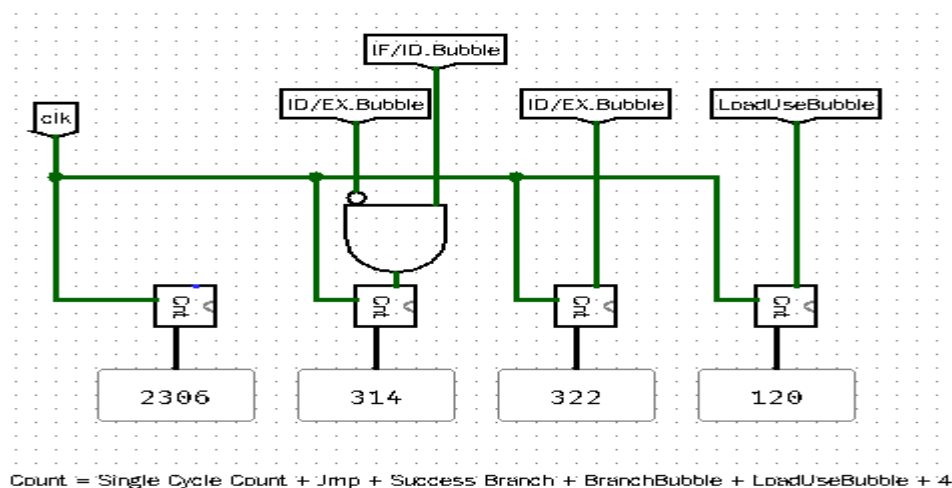 IF/ID.Bubble
ID/EX.Bubble
ID/EX.Bubble
LoadUseBubble
clk
Cnt
Cnt
Cnt
Cnt
2306
314
322
120
Count = Single Cycle Count + Jmp + Success Branch + BranchBubble + LoadUseBubble + 4